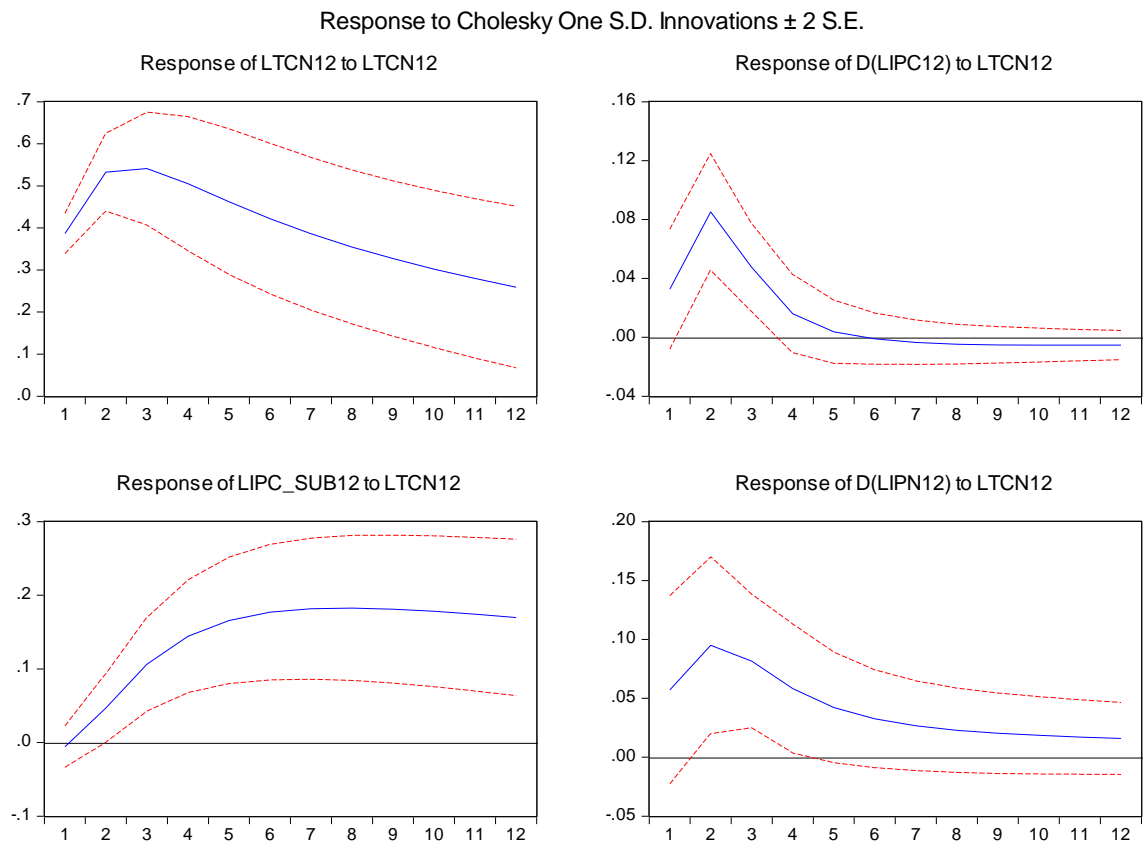 Response to Cholesky One S.D. Innovations ± 2 S.E.
Response of LTCN12 to LTCN12
.7
.6
.5
.4
.3
.2
.1
.0
1 2 3 4 5 6 7 8 9 10 11 12
Response of D(LIPC12) to LTCN12
.16
.12
.08
.04
.00
-.04
1 2 3 4 5 6 7 8 9 10 11 12
Response of LIPC_SUB12 to LTCN12
.3
.2
.1
.0
-.1
1 2 3 4 5 6 7 8 9 10 11 12
Response of D(LIPN12) to LTCN12
.20
.15
.10
.05
.00
-.05
1 2 3 4 5 6 7 8 9 10 11 12